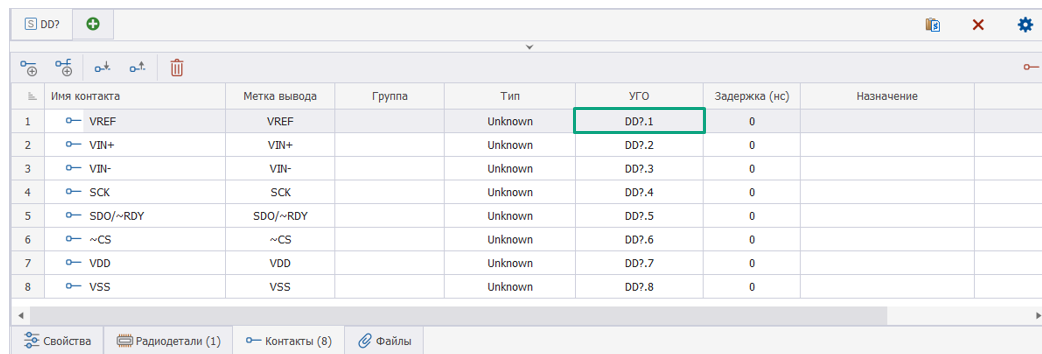 S DD?
Имя контакта Метка вывода Группа Тип УГО Задержка (нс) Назначение
1 VREF VREF Unknown DD?.1 0
2 VIN+ VIN+ Unknown DD?.2 0
3 VIN- VIN- Unknown DD?.3 0
4 SCK SCK Unknown DD?.4 0
5 SDO/~RDY SDO/~RDY Unknown DD?.5 0
6 ~CS ~CS Unknown DD?.6 0
7 VDD VDD Unknown DD?.7 0
8 VSS VSS Unknown DD?.8 0
Свойства Радиодетали (1) Контакты (8) Файлы